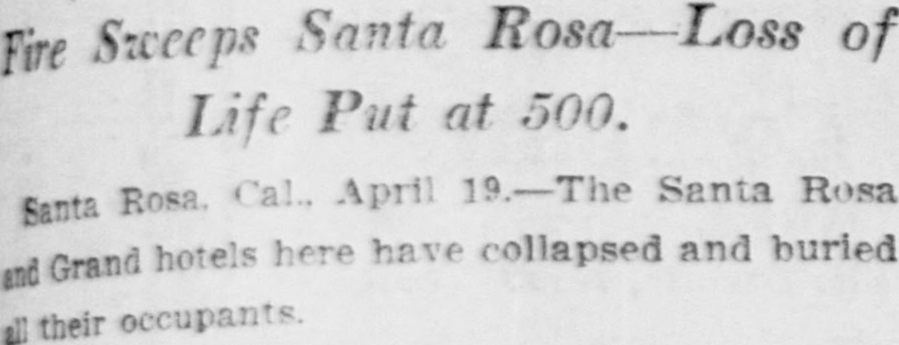 Fire Sweeps Santa Rosa—Loss of
Life Put at 500.
Santa Rosa, Cal., April 19.—The Santa Rosa
and Grand hotels here have collapsed and buried
all their occupants.